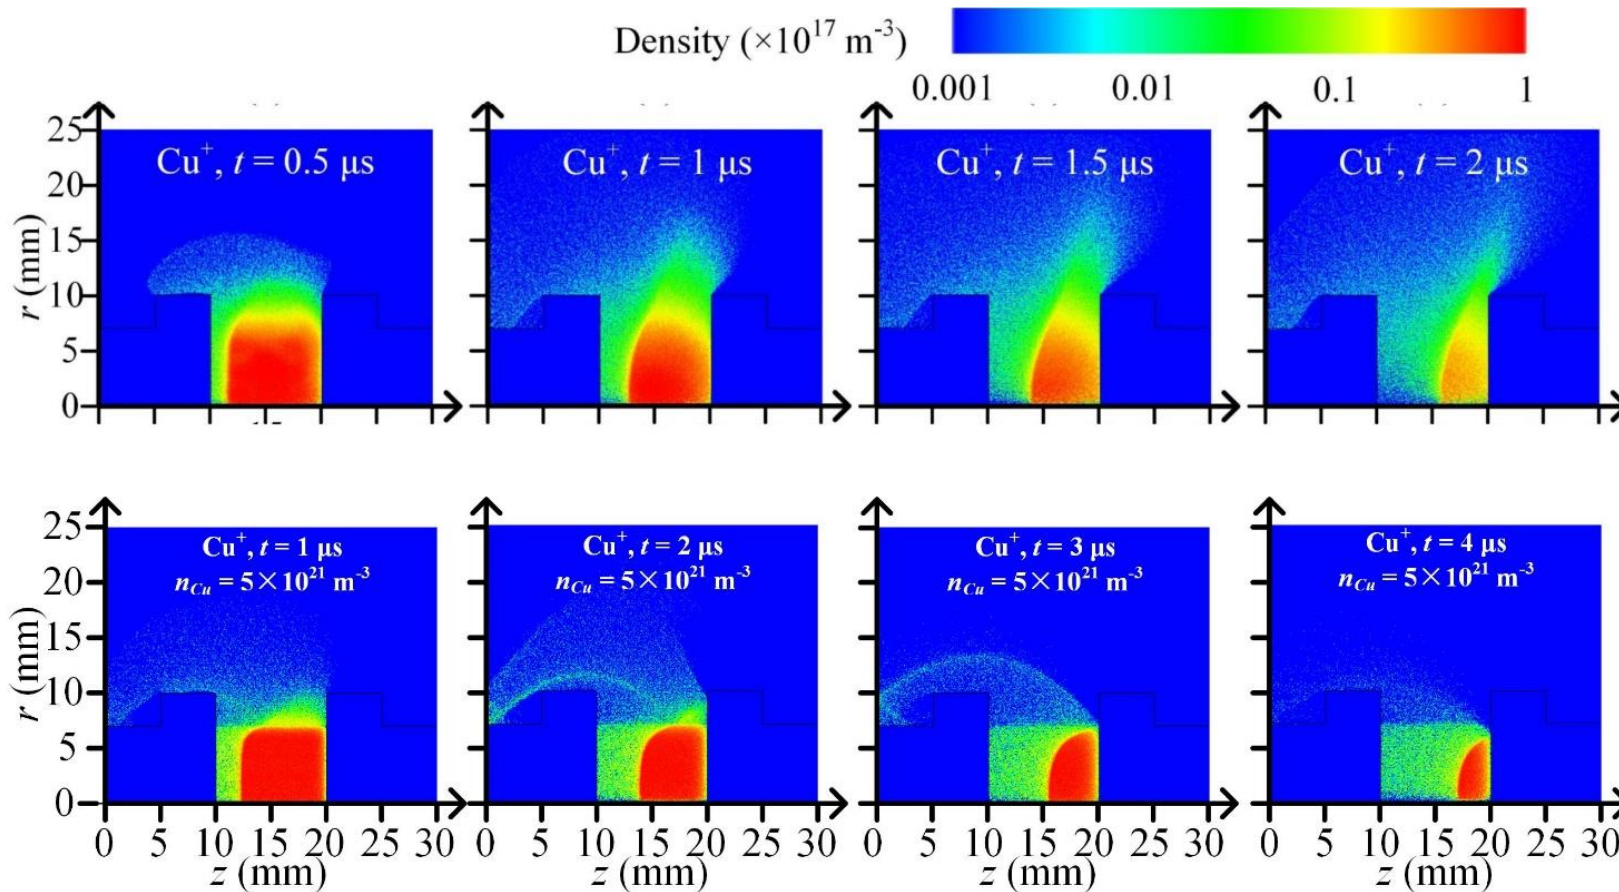 Density (×10¹⁷ m⁻³)
0.001 0.01 0.1 1
25
20
15
10
5
0
r (mm)
Cu⁺, t = 0.5 μs
Cu⁺, t = 1 μs
Cu⁺, t = 1.5 μs
Cu⁺, t = 2 μs
25
20
15
10
5
0
r (mm)
Cu⁺, t = 1 μs
n_Cu = 5×10²¹ m⁻³
Cu⁺, t = 2 μs
n_Cu = 5×10²¹ m⁻³
Cu⁺, t = 3 μs
n_Cu = 5×10²¹ m⁻³
Cu⁺, t = 4 μs
n_Cu = 5×10²¹ m⁻³
0 5 10 15 20 25 30
z (mm)
0 5 10 15 20 25 30
z (mm)
0 5 10 15 20 25 30
z (mm)
0 5 10 15 20 25 30
z (mm)